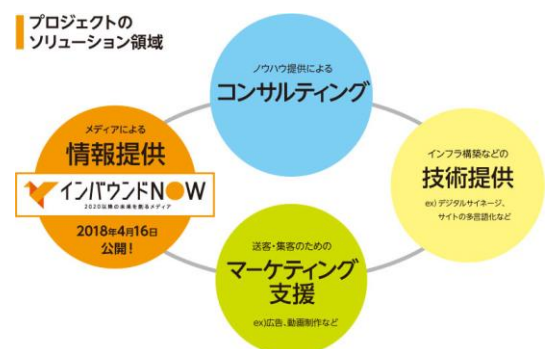 プロジェクトの
ソリューション領域
ノウハウ提供による
コンサルティング
メディアによる
情報提供
インバウンドNOW
2020以降の未来を創るメディア
2018年4月16日
公開！
インフラ構築などの
技術提供
ex) デジタルサイネージ、
サイトの多言語化など
送客・集客のための
マーケティング
支援
ex)広告、動画制作など